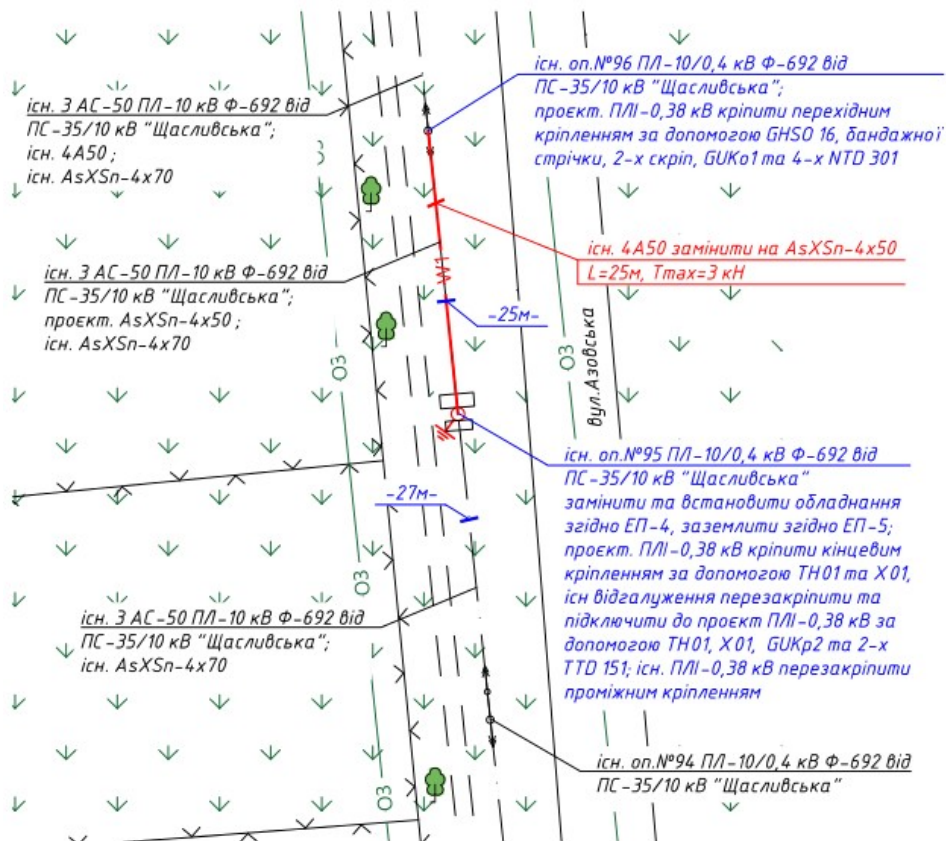 існ. оп.№96 ПЛ-10/0,4 кВ Ф-692 від
ПС-35/10 кВ "Щасливська";
проєкт. ПЛІ-0,38 кВ кріпити перехідним
кріпленням за допомогою GHSO 16, бандажної
стрічки, 2-х скріп, GUKo1 та 4-х NTD 301
існ. 3 АС-50 ПЛ-10 кВ Ф-692 від
ПС-35/10 кВ "Щасливська";
існ. 4А50 ;
існ. AsXSn-4x70
ОЗ
існ. 4А50 замінити на AsXSn-4x50
L=25м, Tmax=3 кН
існ. 3 АС-50 ПЛ-10 кВ Ф-692 від
ПС-35/10 кВ "Щасливська";
проєкт. AsXSn-4x50 ;
існ. AsXSn-4x70
W1
-25м-
ОЗ
ОЗ
вул.Азовська
існ. оп.№95 ПЛ-10/0,4 кВ Ф-692 від
ПС-35/10 кВ "Щасливська"
замінити та встановити обладнання
згідно ЕП-4, заземлити згідно ЕП-5;
проєкт. ПЛІ-0,38 кВ кріпити кінцевим
кріпленням за допомогою ТН01 та Х01,
існ відгалуження перезакріпити та
підключити до проєкт ПЛІ-0,38 кВ за
допомогою ТН01, Х01, GUKp2 та 2-х
TTD 151; існ. ПЛІ-0,38 кВ перезакріпити
проміжним кріпленням
-27м-
ОЗ
існ. 3 АС-50 ПЛ-10 кВ Ф-692 від
ПС-35/10 кВ "Щасливська";
існ. AsXSn-4x70
існ. оп.№94 ПЛ-10/0,4 кВ Ф-692 від
ПС-35/10 кВ "Щасливська"
ОЗ